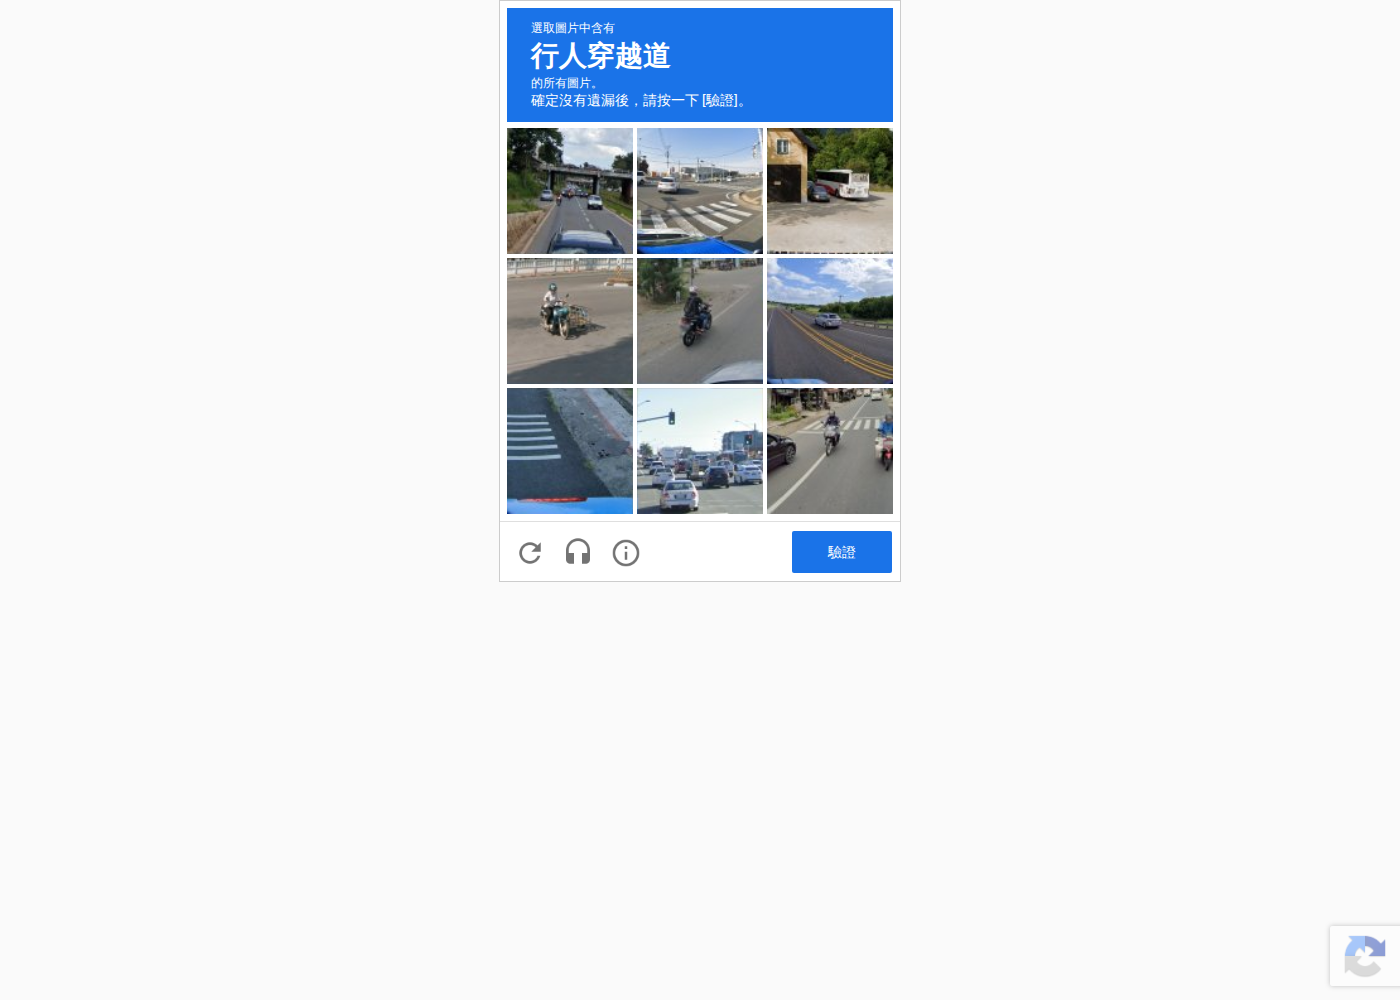 選取圖片中含有
行人穿越道
的所有圖片。
確定沒有遺漏後，請按一下 [驗證]。
驗證